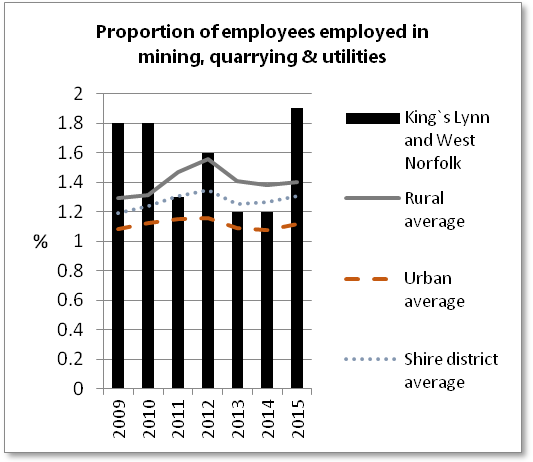 Proportion of employees employed in
mining, quarrying & utilities
2
1.8
1.6
1.4
1.2
1
0.8
0.6
0.4
0.2
0
%
2009
2010
2011
2012
2013
2014
2015
King`s Lynn
and West
Norfolk
Rural
average
Urban
average
Shire district
average